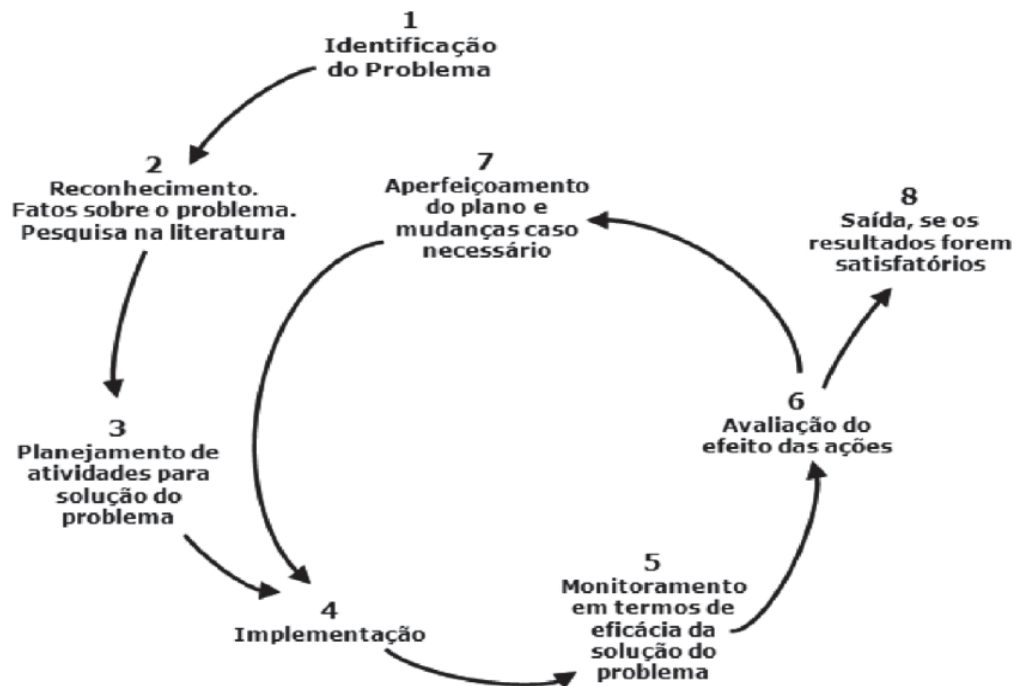 1
Identificação
do Problema
2
Reconhecimento.
Fatos sobre o problema.
Pesquisa na literatura
3
Planejamento de
atividades para
solução do
problema
4
Implementação
5
Monitoramento
em termos de
eficácia da
solução do
problema
6
Avaliação do
efeito das ações
7
Aperfeiçoamento
do plano e
mudanças caso
necessário
8
Saída, se os
resultados forem
satisfatórios